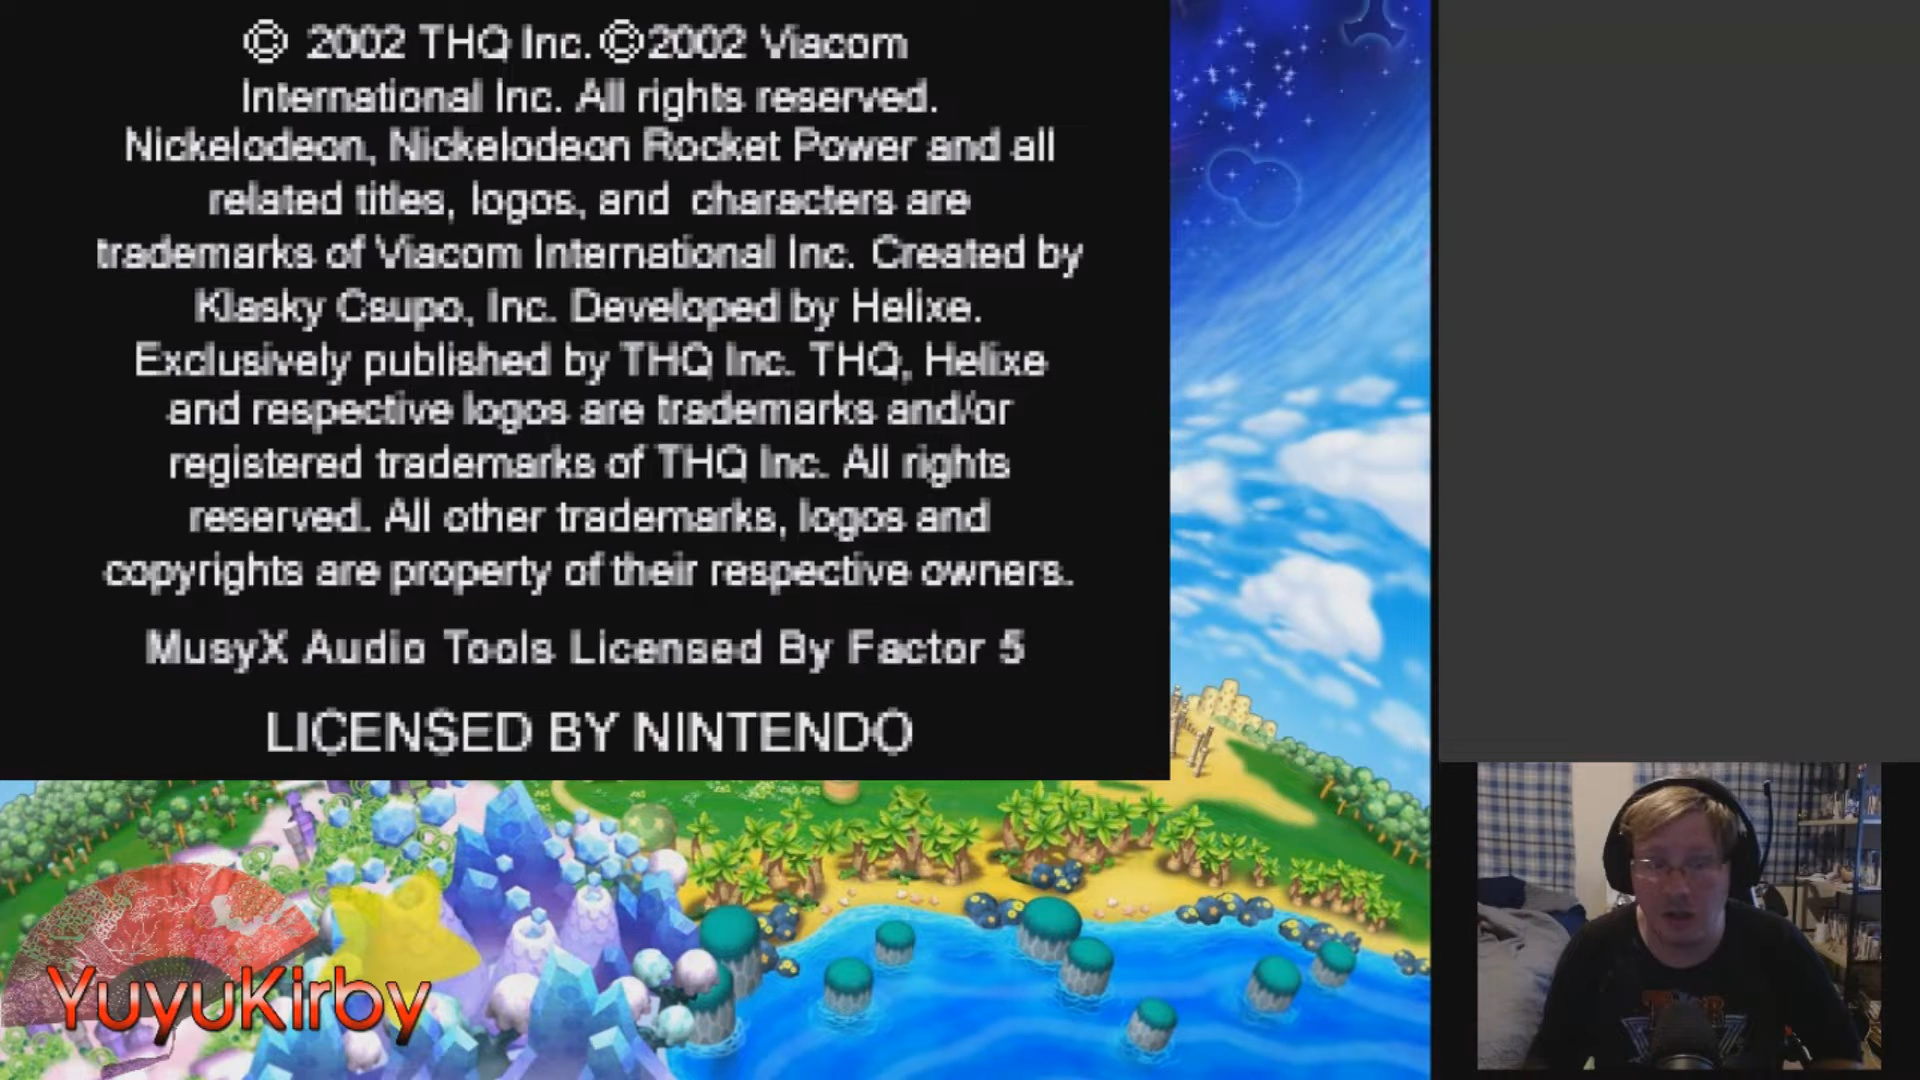 © 2002 THQ Inc. ©2002 Viacom
International Inc. All rights reserved.
Nickelodeon, Nickelodeon Rocket Power and all
related titles, logos, and characters are
trademarks of Viacom International Inc. Created by
Klasky Csupo, Inc. Developed by Helixe.
Exclusively published by THQ Inc. THQ, Helixe
and respective logos are trademarks and/or
registered trademarks of THQ Inc. All rights
reserved. All other trademarks, logos and
copyrights are property of their respective owners.
MusyX Audio Tools Licensed By Factor 5
LICENSED BY NINTENDO
YuyuKirby